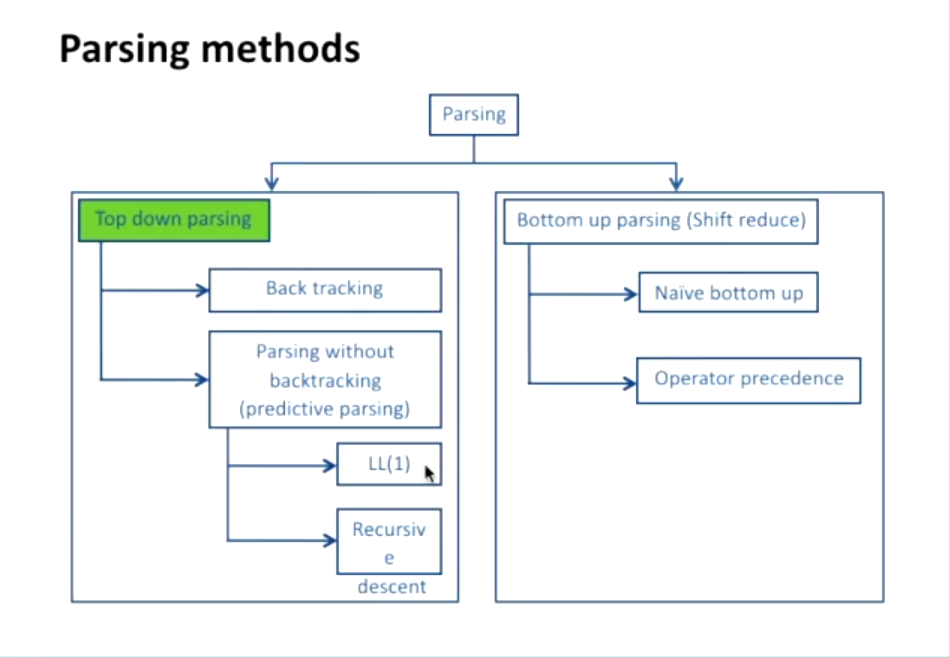 Parsing methods
Parsing
Top down parsing
Back tracking
Parsing without
backtracking
(predictive parsing)
LL(1)
Recursiv
e
descent
Bottom up parsing (Shift reduce)
Naïve bottom up
Operator precedence